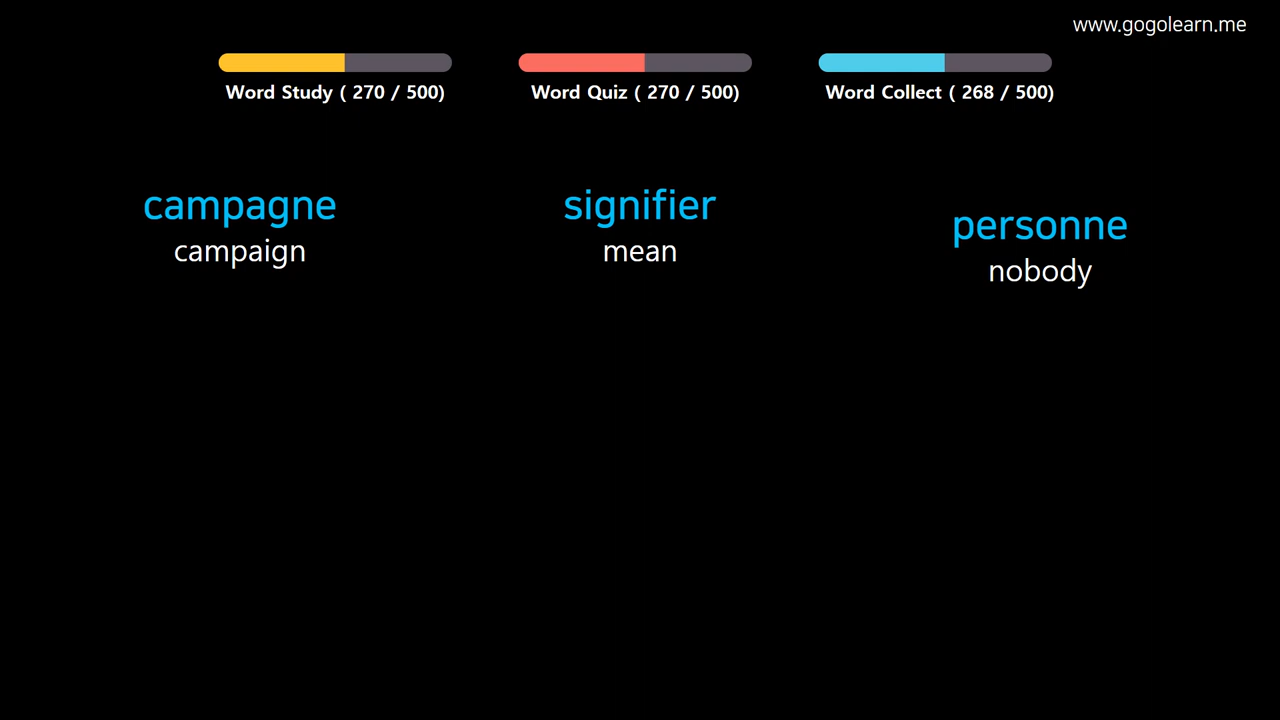 www.gogolearn.me
Word Study ( 270 / 500)
Word Quiz ( 270 / 500)
Word Collect ( 268 / 500)
campagne
campaign
signifier
mean
personne
nobody